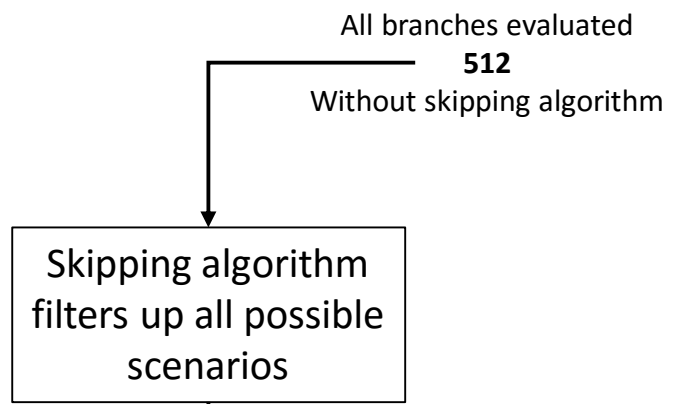 All branches evaluated
512
Without skipping algorithm
Skipping algorithm
filters up all possible
scenarios